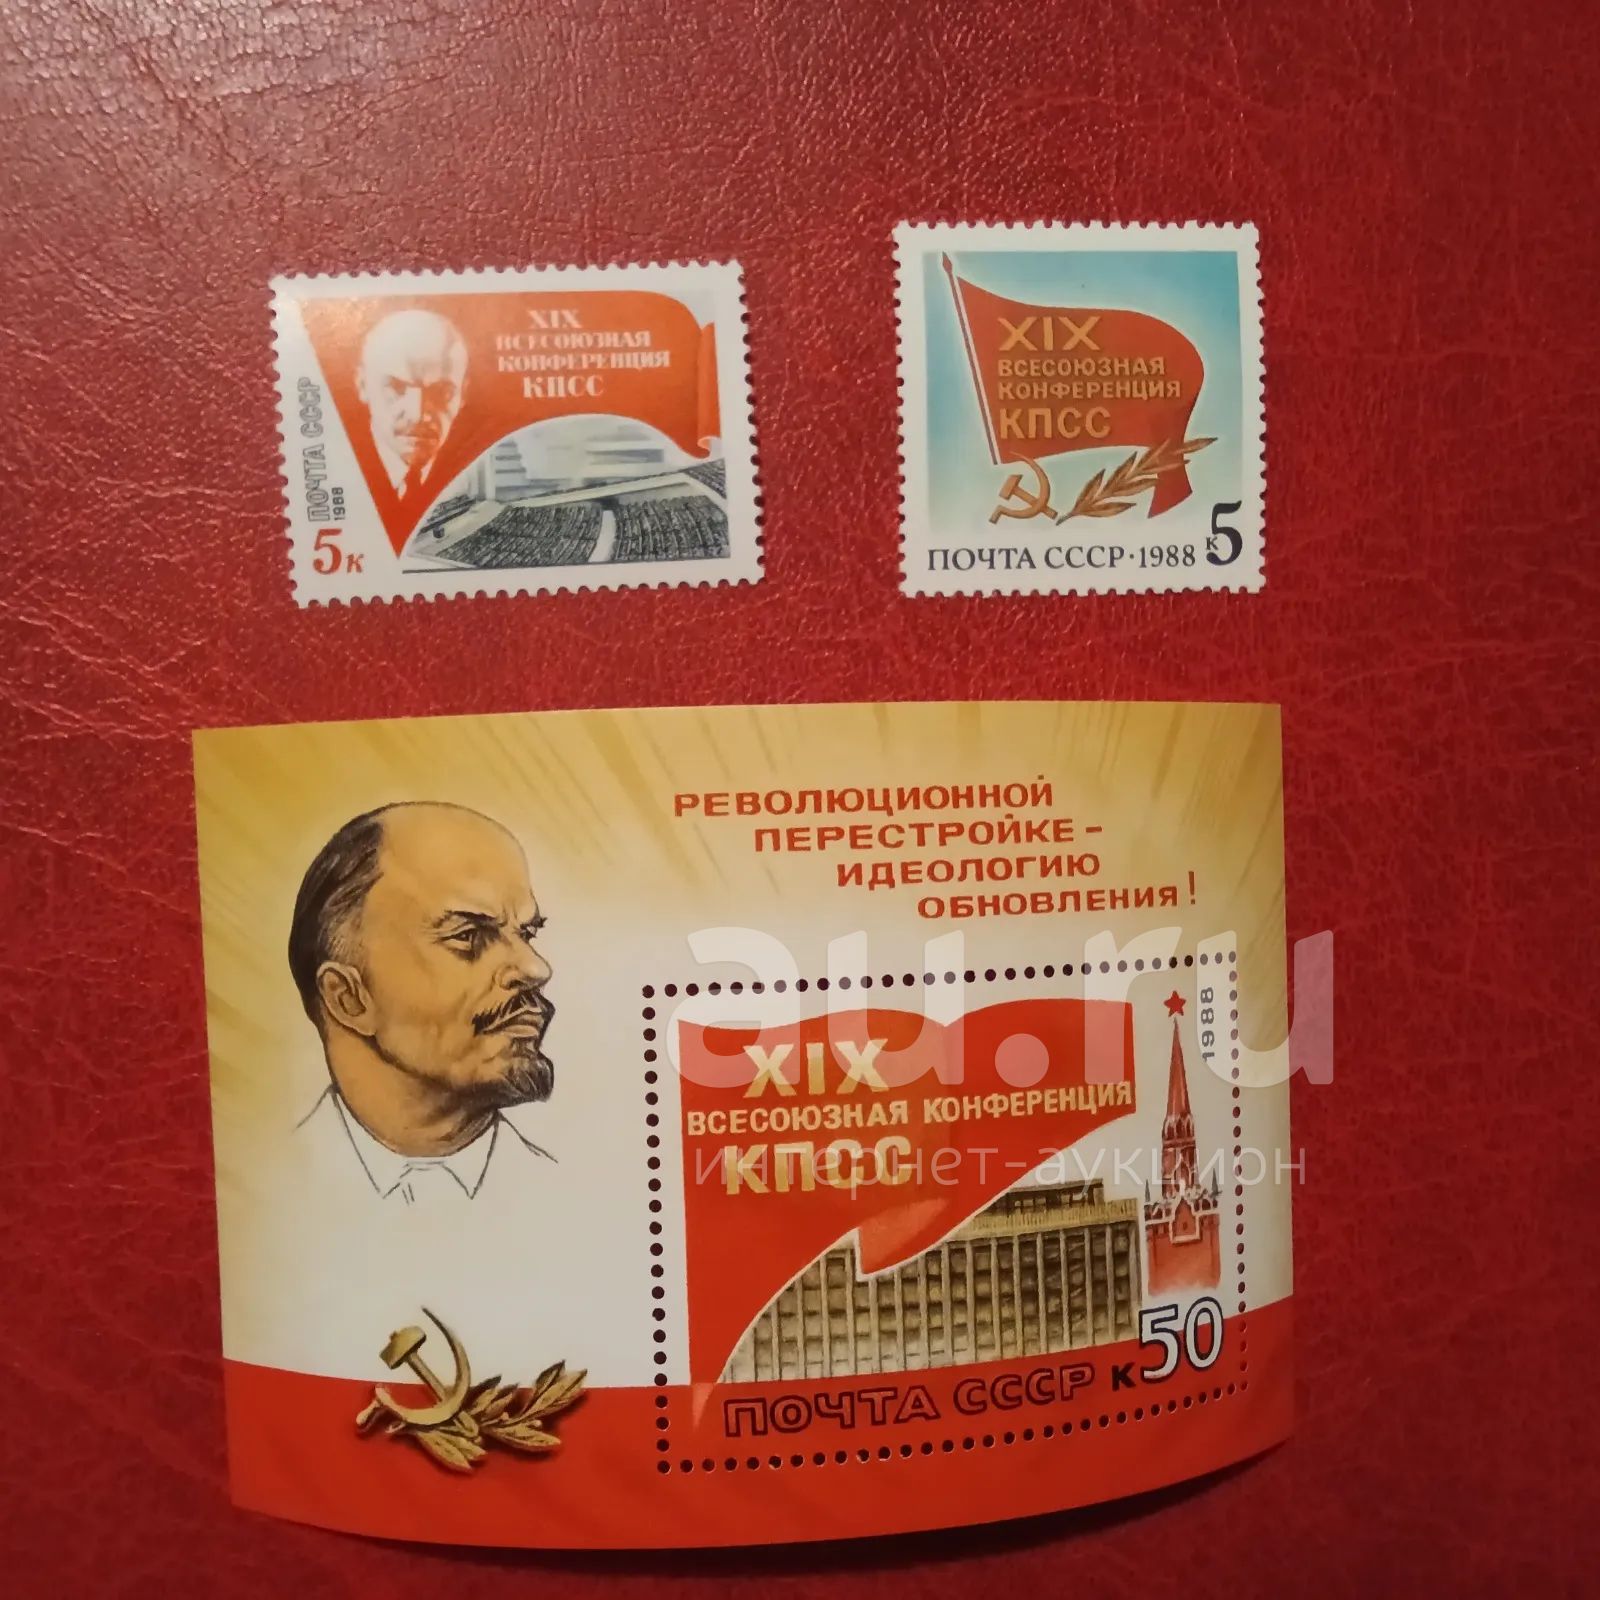 XIX
ВСЕСОЮЗНАЯ
КОНФЕРЕНЦИЯ
КПСС
ПОЧТА СССР
1988
5к
XIX
ВСЕСОЮЗНАЯ
КОНФЕРЕНЦИЯ
КПСС
ПОЧТА СССР·1988 к5
РЕВОЛЮЦИОННОЙ
ПЕРЕСТРОЙКЕ –
ИДЕОЛОГИЮ
ОБНОВЛЕНИЯ!
1988
XIX
ВСЕСОЮЗНАЯ КОНФЕРЕНЦИЯ
КПСС
ПОЧТА СССР к50
au.ru
интернет-аукцион